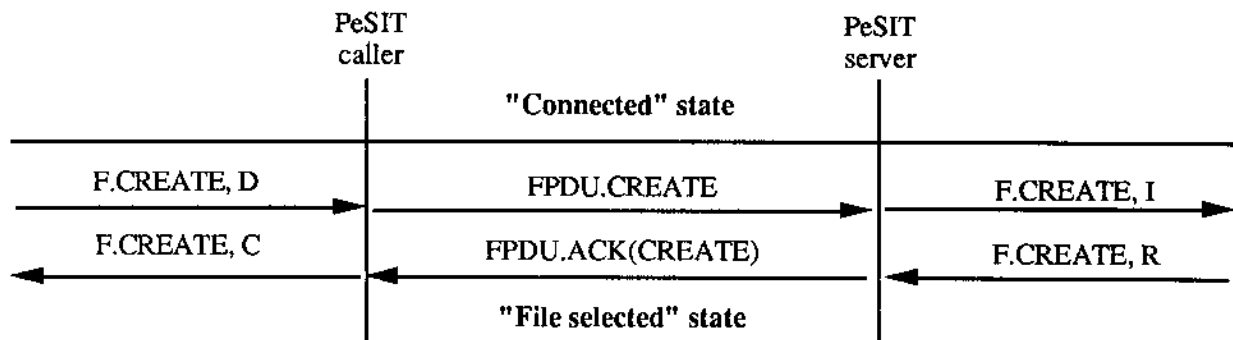 PeSIT
caller
PeSIT
server
"Connected" state
F.CREATE, D
FPDU.CREATE
F.CREATE, I
F.CREATE, C
FPDU.ACK(CREATE)
F.CREATE, R
"File selected" state